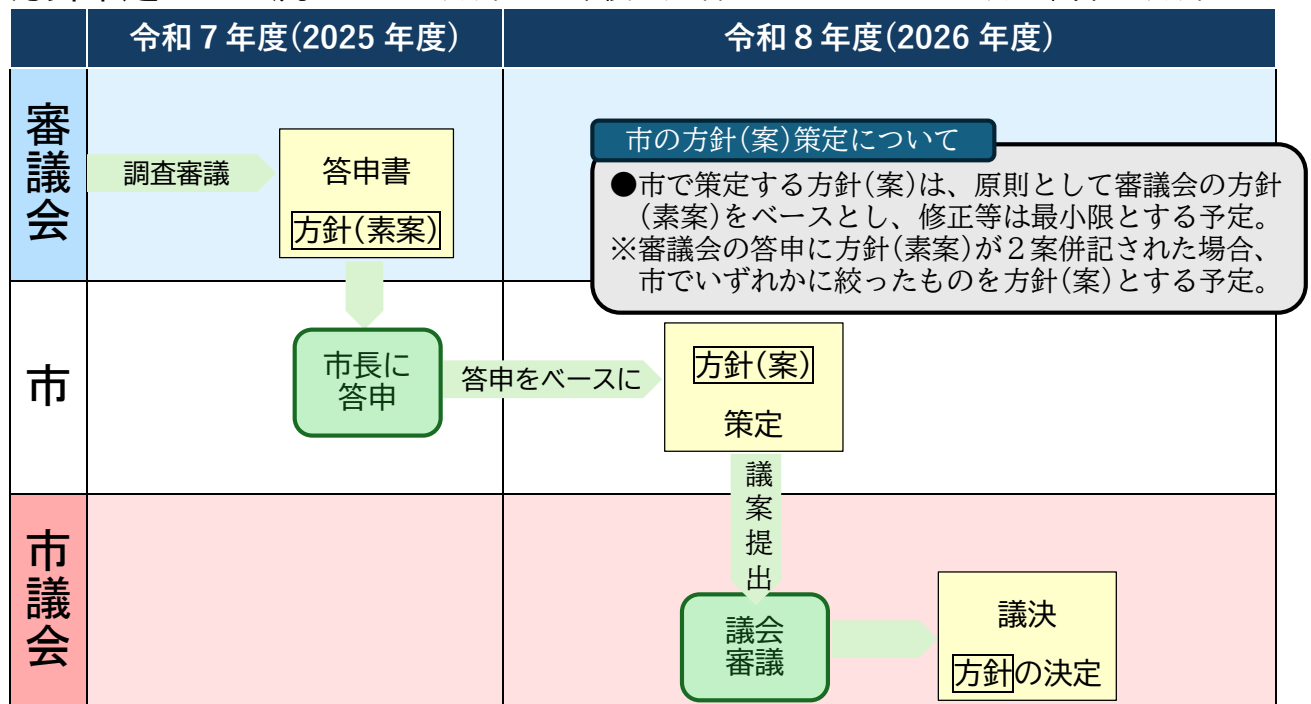 令和７年度(2025 年度)
令和８年度(2026 年度)
審議会
調査審議
答申書
方針(素案)
市の方針(案)策定について
●市で策定する方針(案)は、原則として審議会の方針
(素案)をベースとし、修正等は最小限とする予定。
※審議会の答申に方針(素案)が２案併記された場合、
市でいずれかに絞ったものを方針(案)とする予定。
市
市長に
答申
答申をベースに
方針(案)
策定
議案提出
市議会
議会
審議
議決
方針の決定